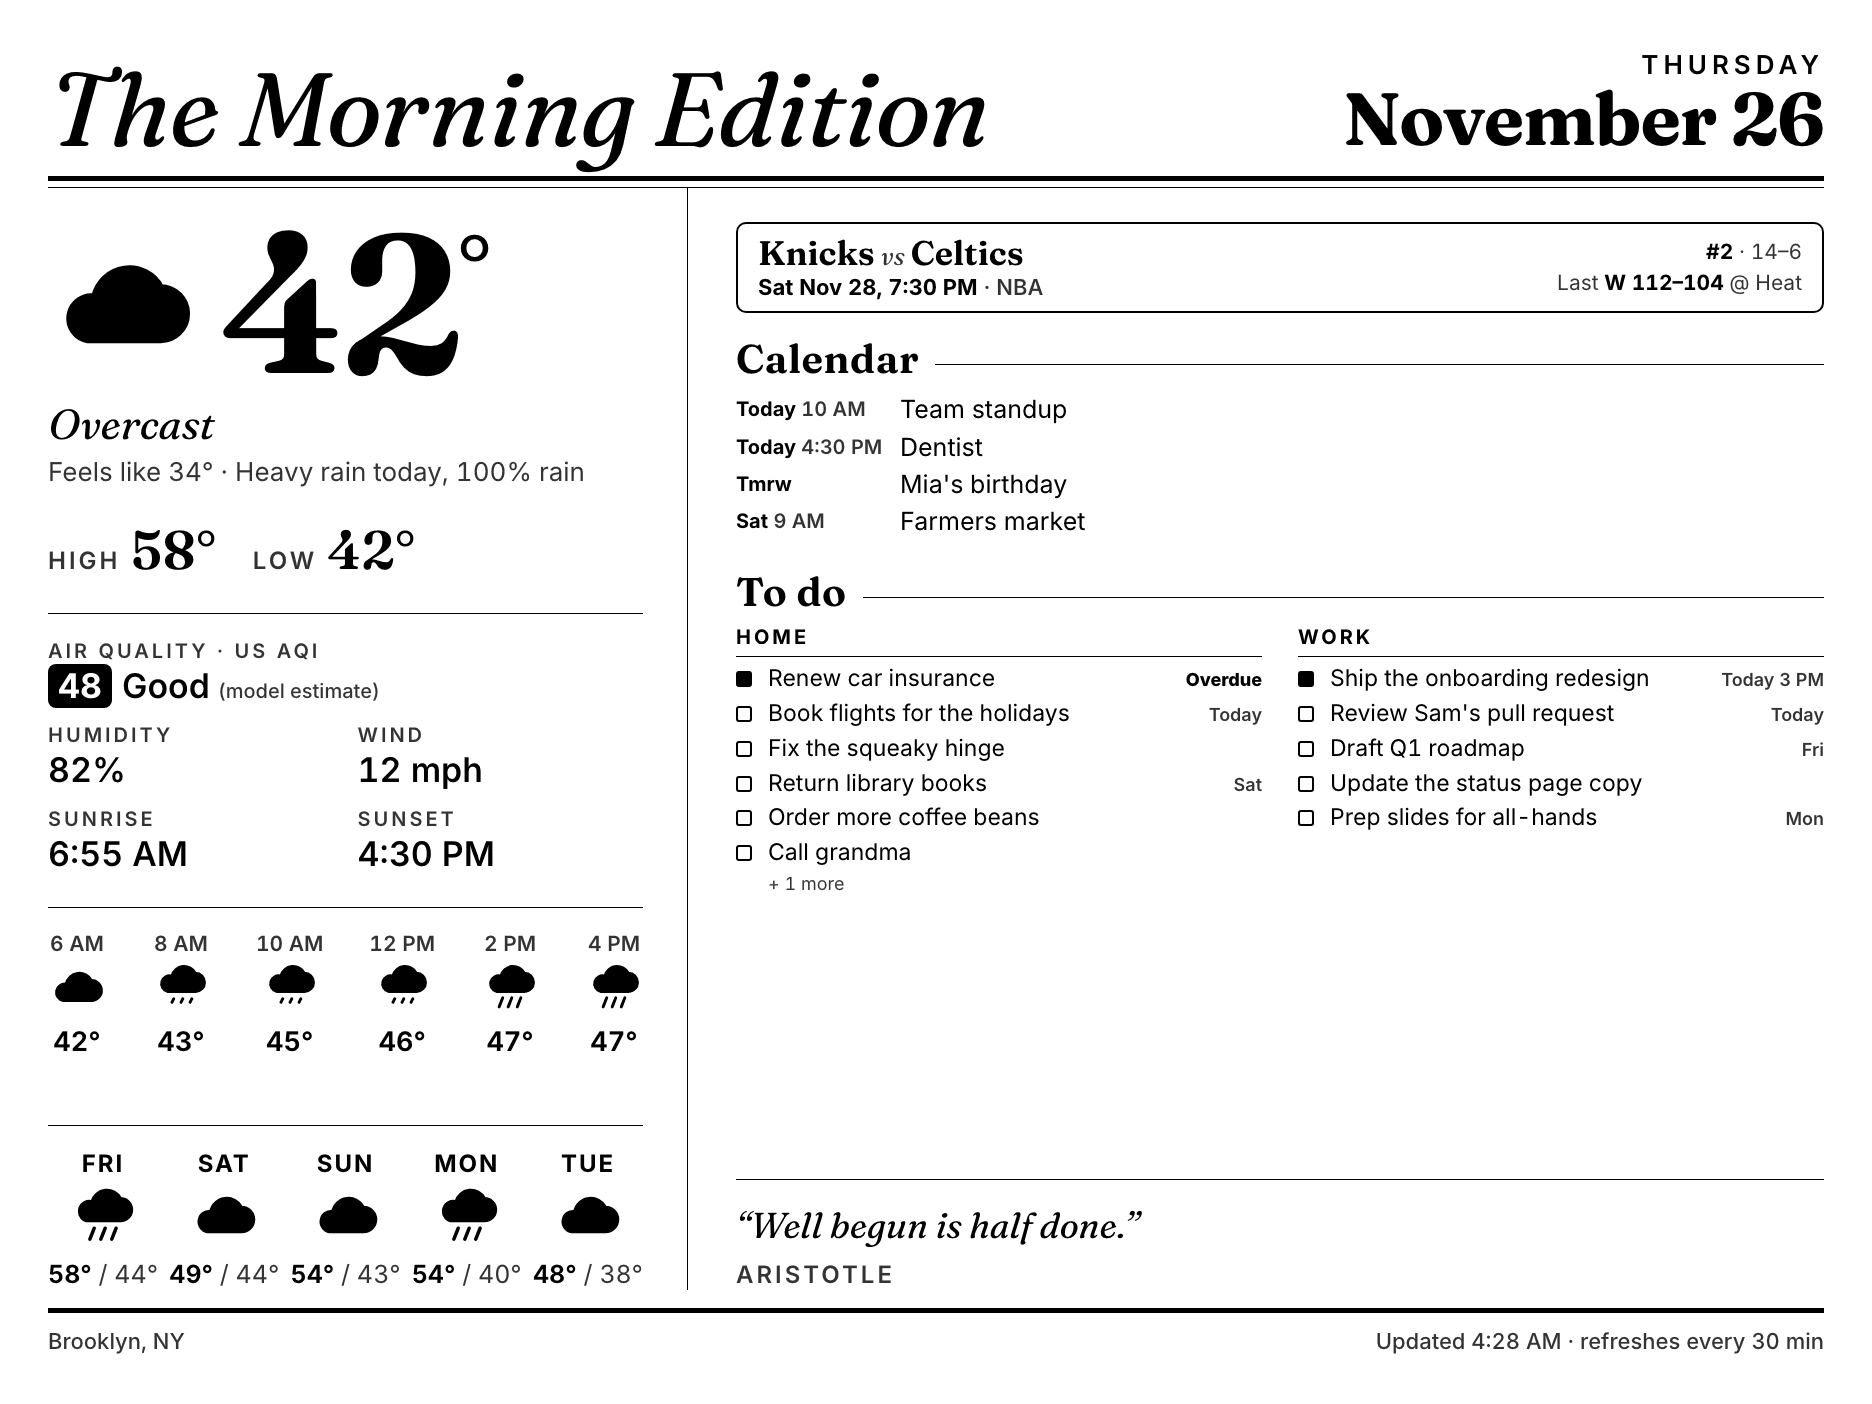 The Morning Edition
THURSDAY
November 26
42°
Overcast
Feels like 34° · Heavy rain today, 100% rain
HIGH 58° LOW 42°
AIR QUALITY · US AQI
48 Good (model estimate)
HUMIDITY WIND
82% 12 mph
SUNRISE SUNSET
6:55 AM 4:30 PM
6 AM 8 AM 10 AM 12 PM 2 PM 4 PM
42° 43° 45° 46° 47° 47°
FRI SAT SUN MON TUE
58° / 44° 49° / 44° 54° / 43° 54° / 40° 48° / 38°
Knicks vs Celtics
Sat Nov 28, 7:30 PM · NBA
#2 · 14–6
Last W 112–104 @ Heat
Calendar
Today 10 AM Team standup
Today 4:30 PM Dentist
Tmrw Mia's birthday
Sat 9 AM Farmers market
To do
HOME
Renew car insurance Overdue
Book flights for the holidays Today
Fix the squeaky hinge
Return library books Sat
Order more coffee beans
Call grandma
+ 1 more
WORK
Ship the onboarding redesign Today 3 PM
Review Sam's pull request Today
Draft Q1 roadmap Fri
Update the status page copy
Prep slides for all-hands Mon
“Well begun is half done.”
ARISTOTLE
Brooklyn, NY
Updated 4:28 AM · refreshes every 30 min